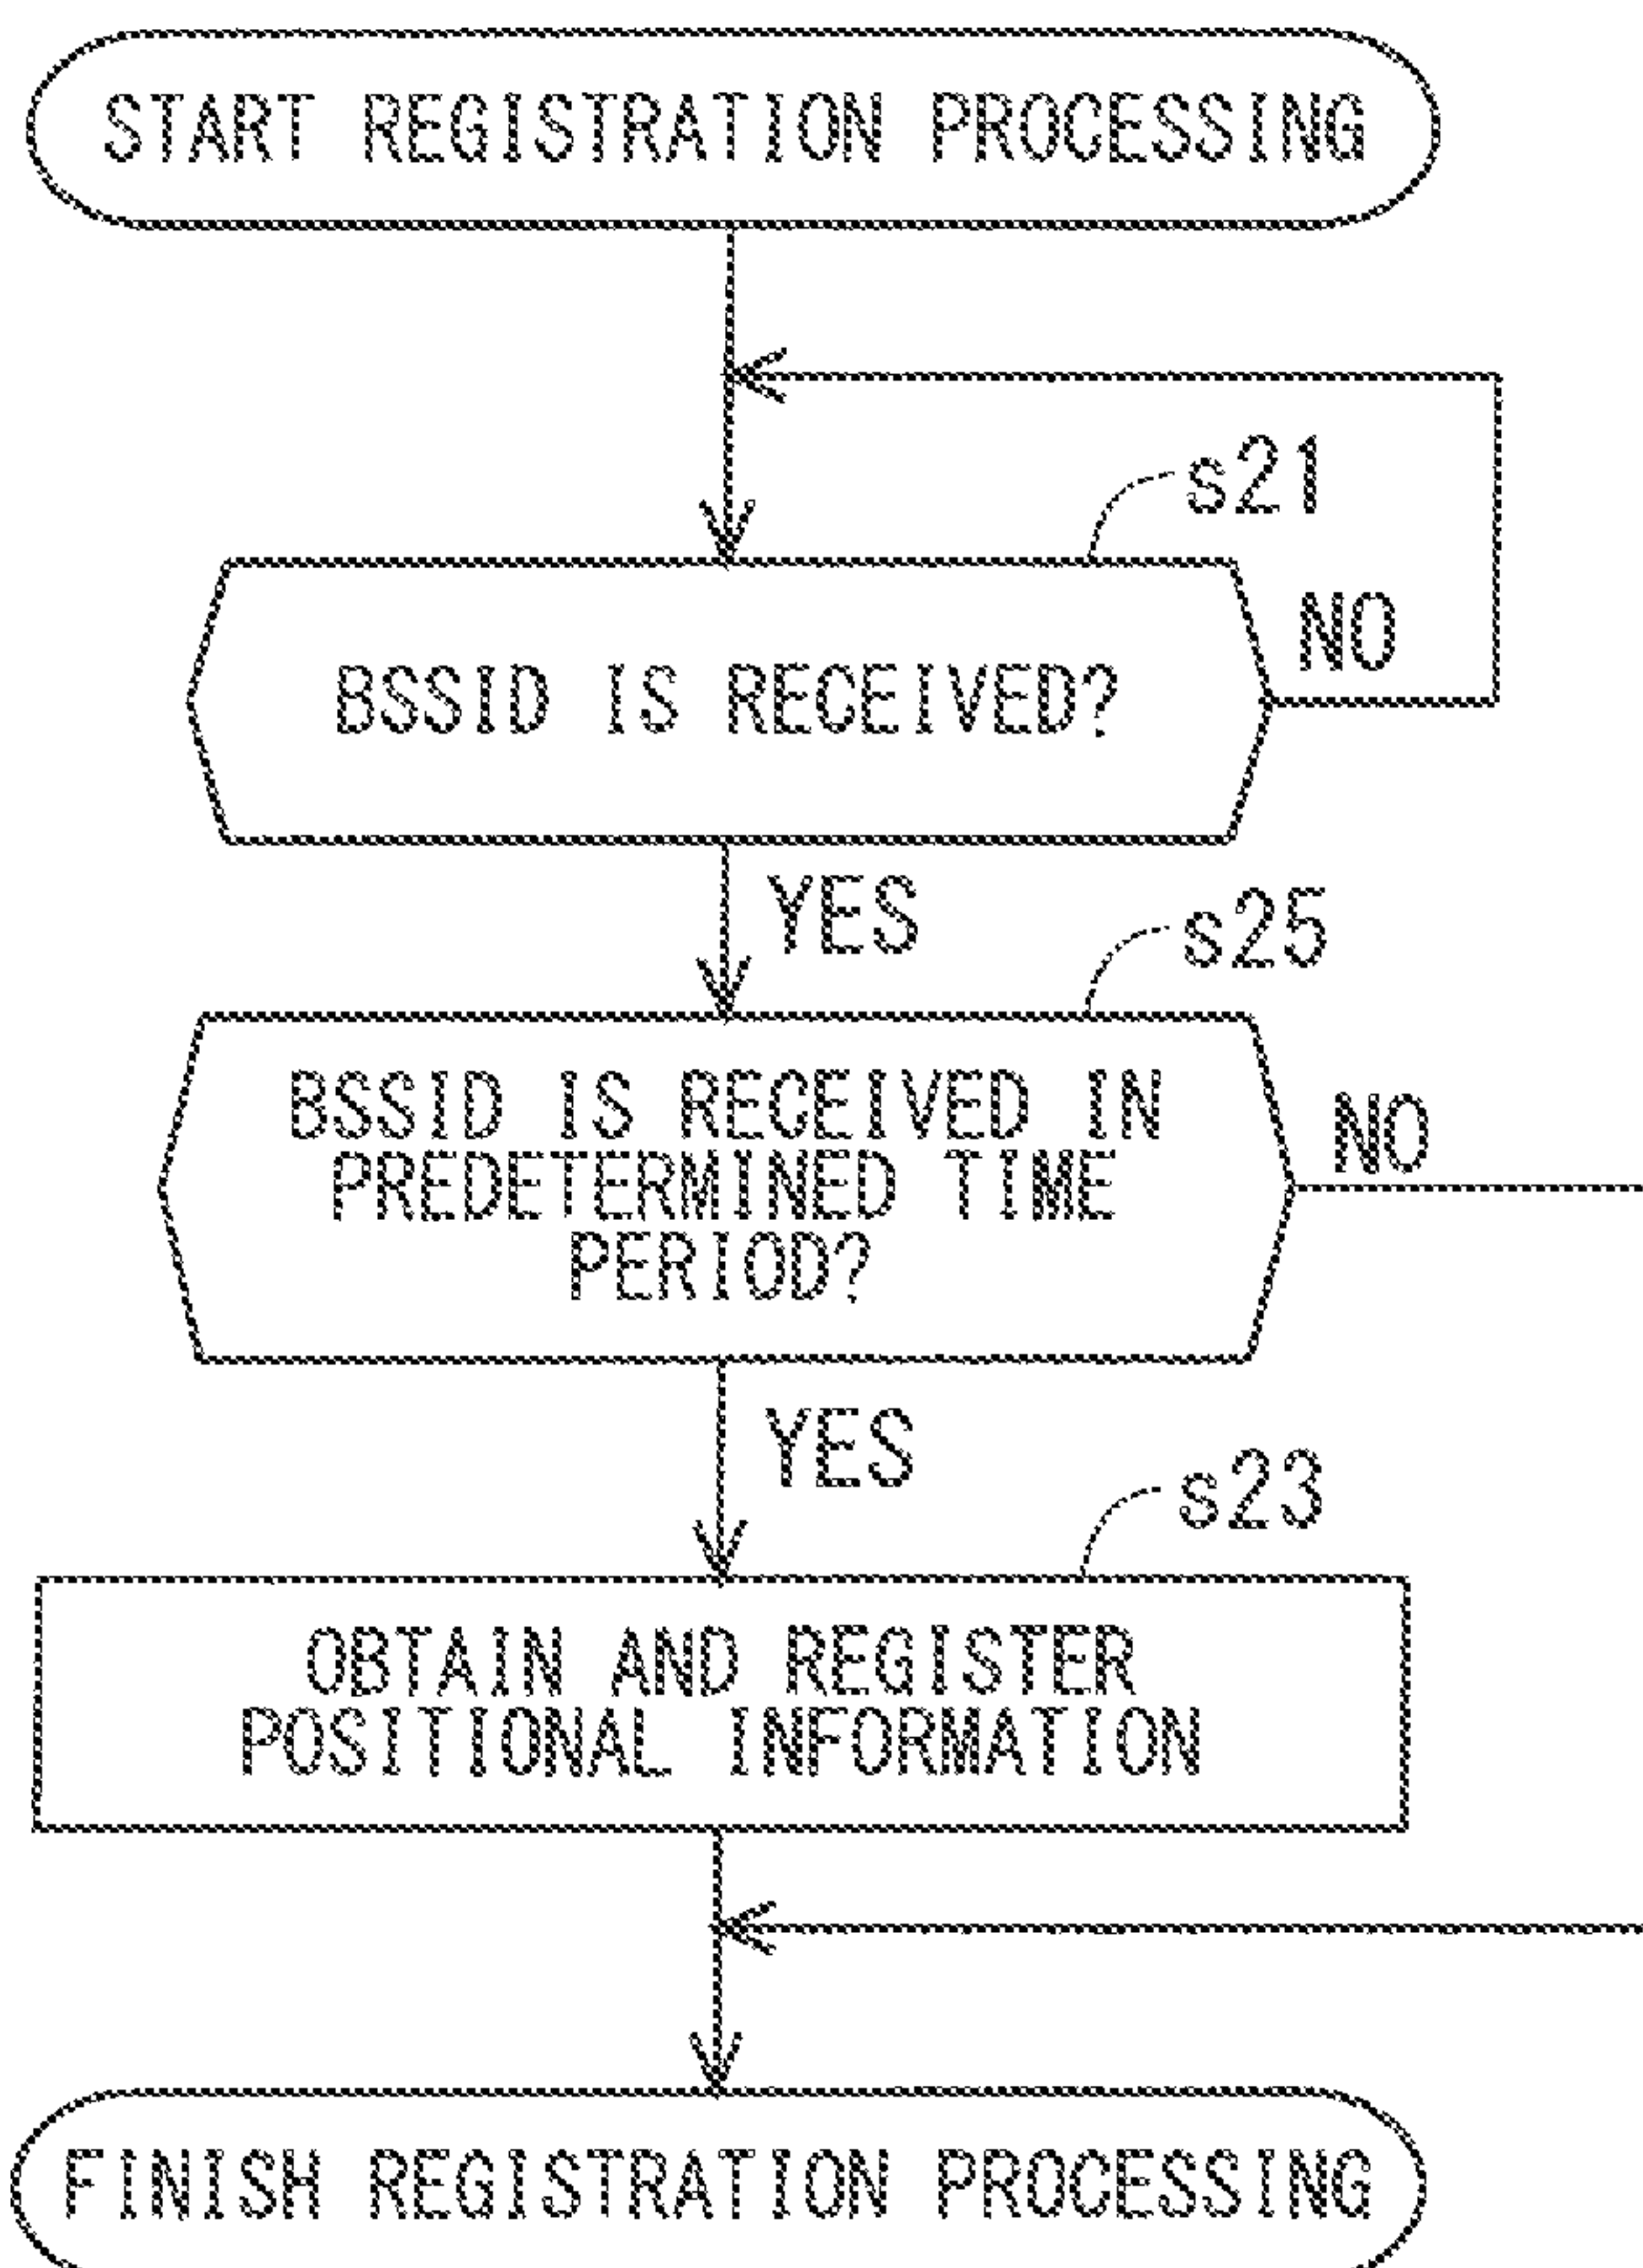 START REGISTRATION PROCESSING
s21
NO
BSSID IS RECEIVED?
YES
s25
BSSID IS RECEIVED IN
PREDETERMINED TIME
PERIOD?
NO
YES
s23
OBTAIN AND REGISTER
POSITIONAL INFORMATION
FINISH REGISTRATION PROCESSING